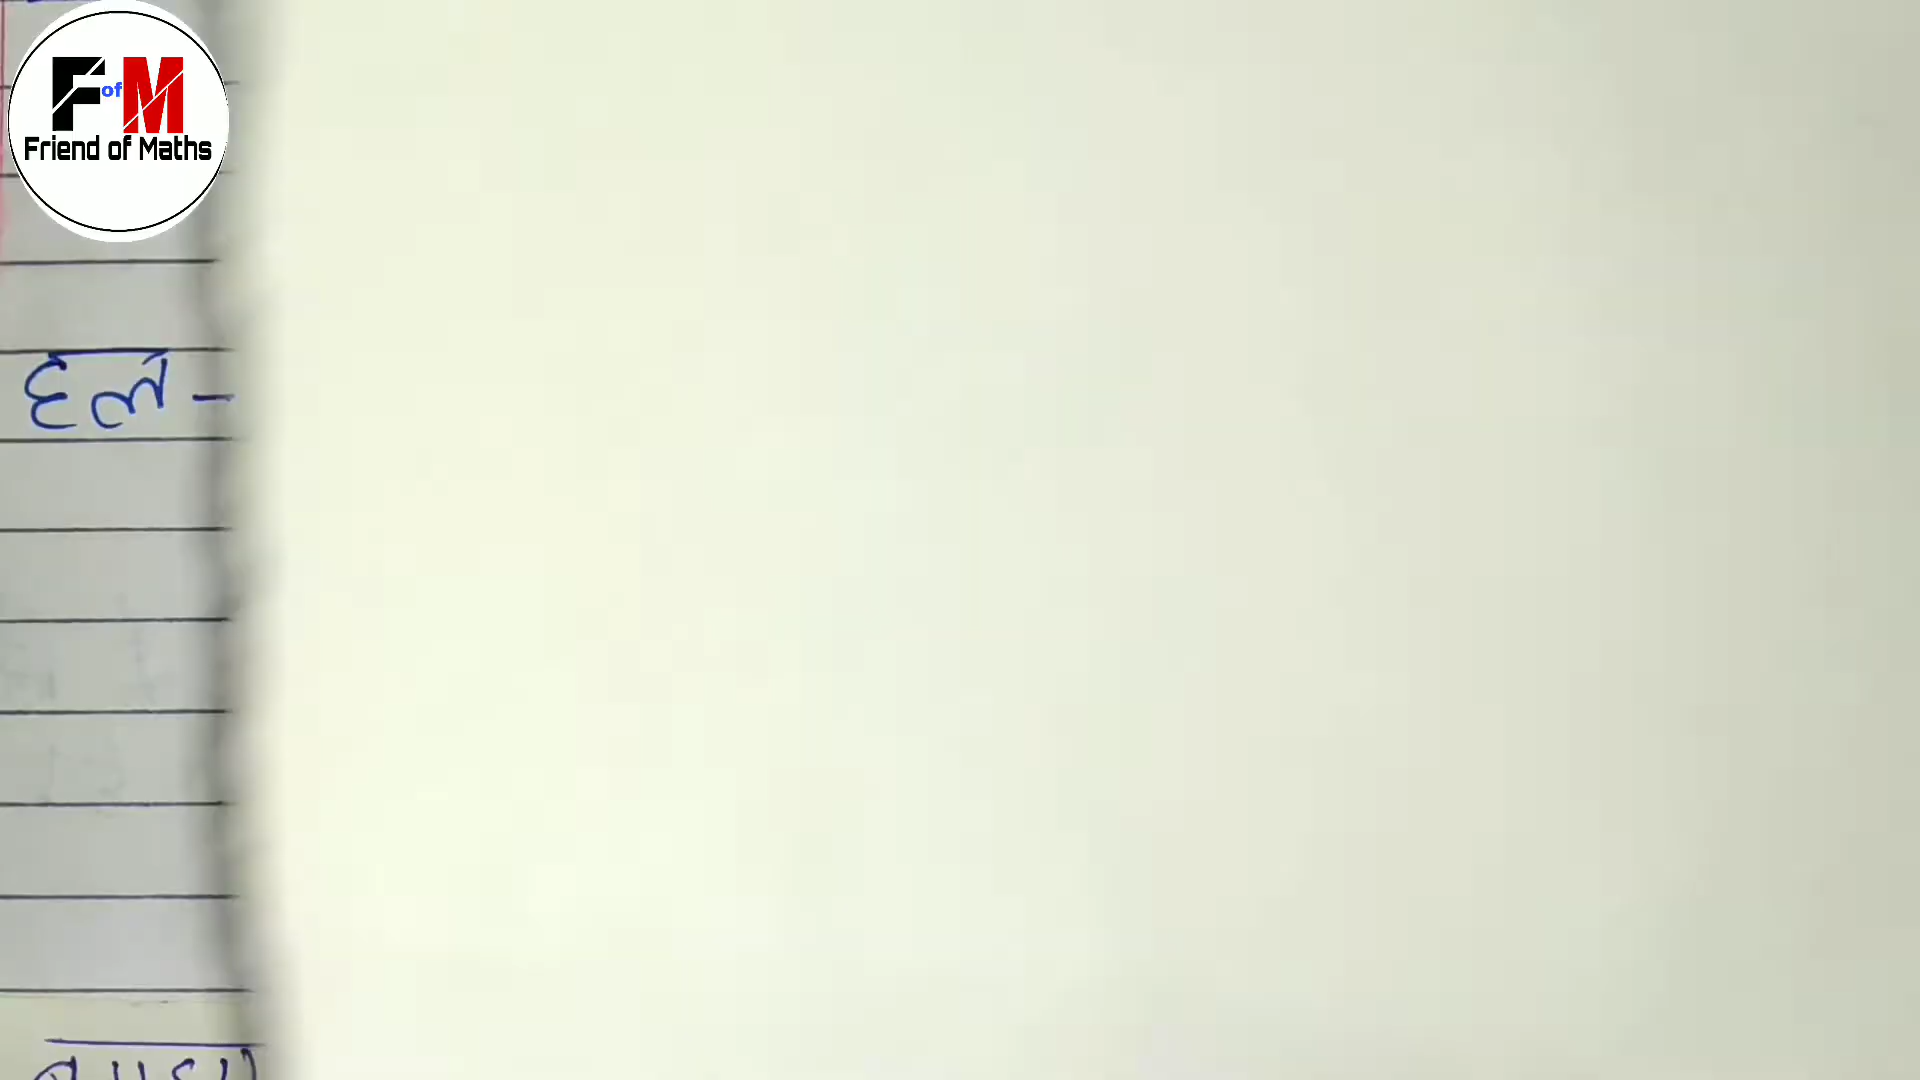 F of M
Friend of Maths
हल -